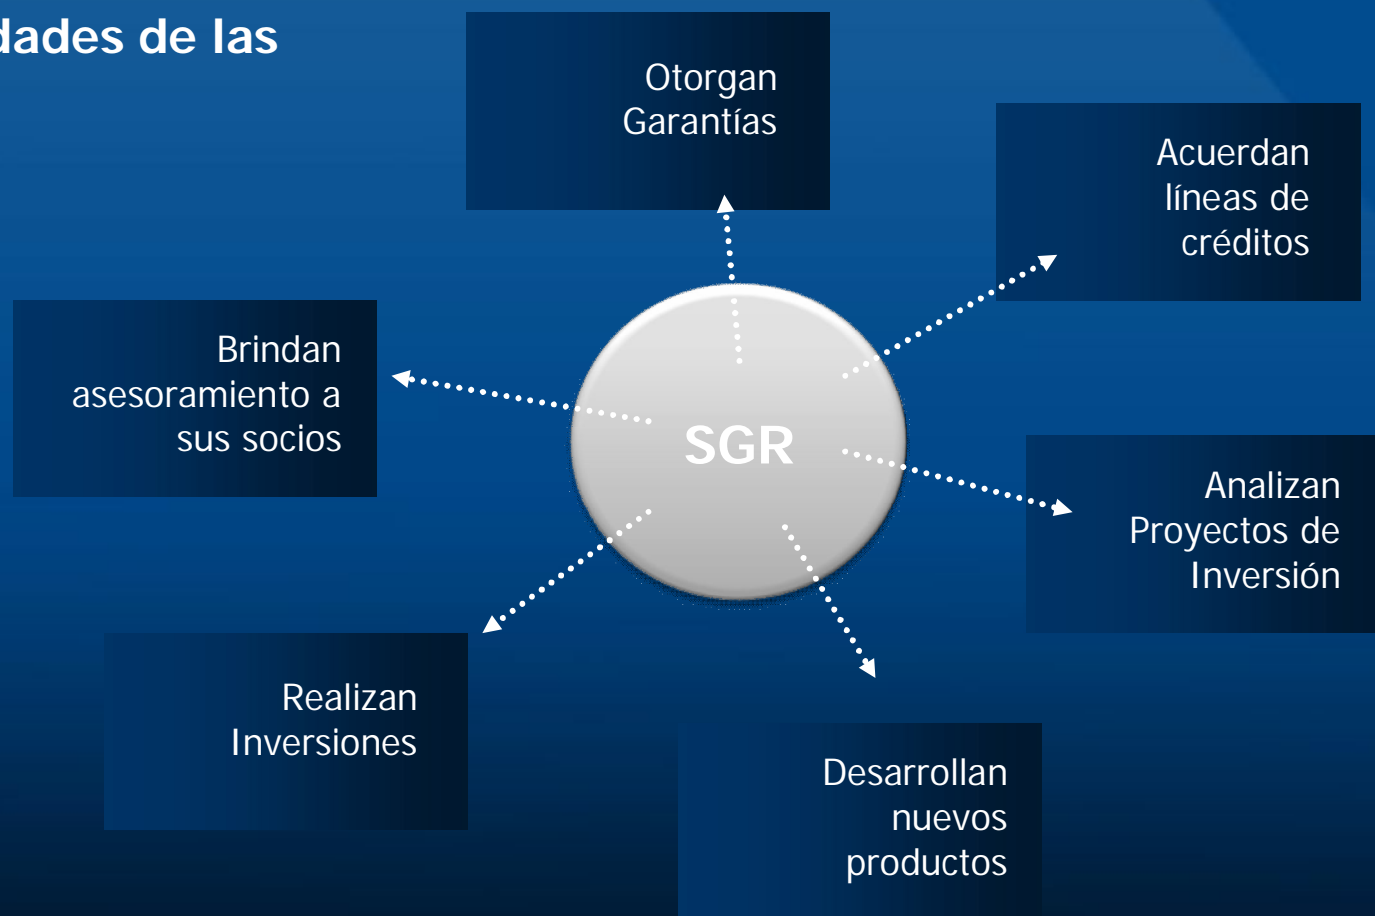 dades de las
Otorgan
Garantías
Acuerdan
líneas de
créditos
Brindan
asesoramiento a
sus socios
SGR
Analizan
Proyectos de
Inversión
Realizan
Inversiones
Desarrollan
nuevos
productos